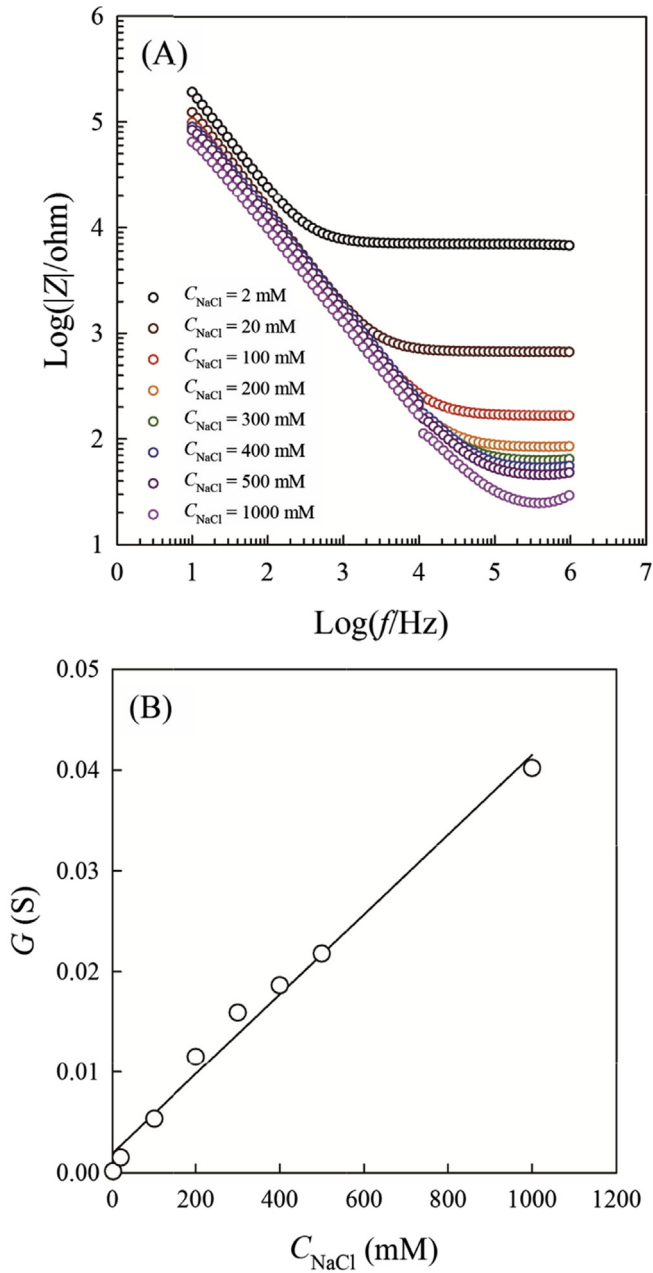 6
(A)
5
4
3
2
1
Log(|Z|/ohm)
C_NaCl = 2 mM
C_NaCl = 20 mM
C_NaCl = 100 mM
C_NaCl = 200 mM
C_NaCl = 300 mM
C_NaCl = 400 mM
C_NaCl = 500 mM
C_NaCl = 1000 mM
0 1 2 3 4 5 6 7
Log(f/Hz)
0.05
(B)
0.04
0.03
0.02
0.01
0.00
G (S)
0 200 400 600 800 1000 1200
C_NaCl (mM)